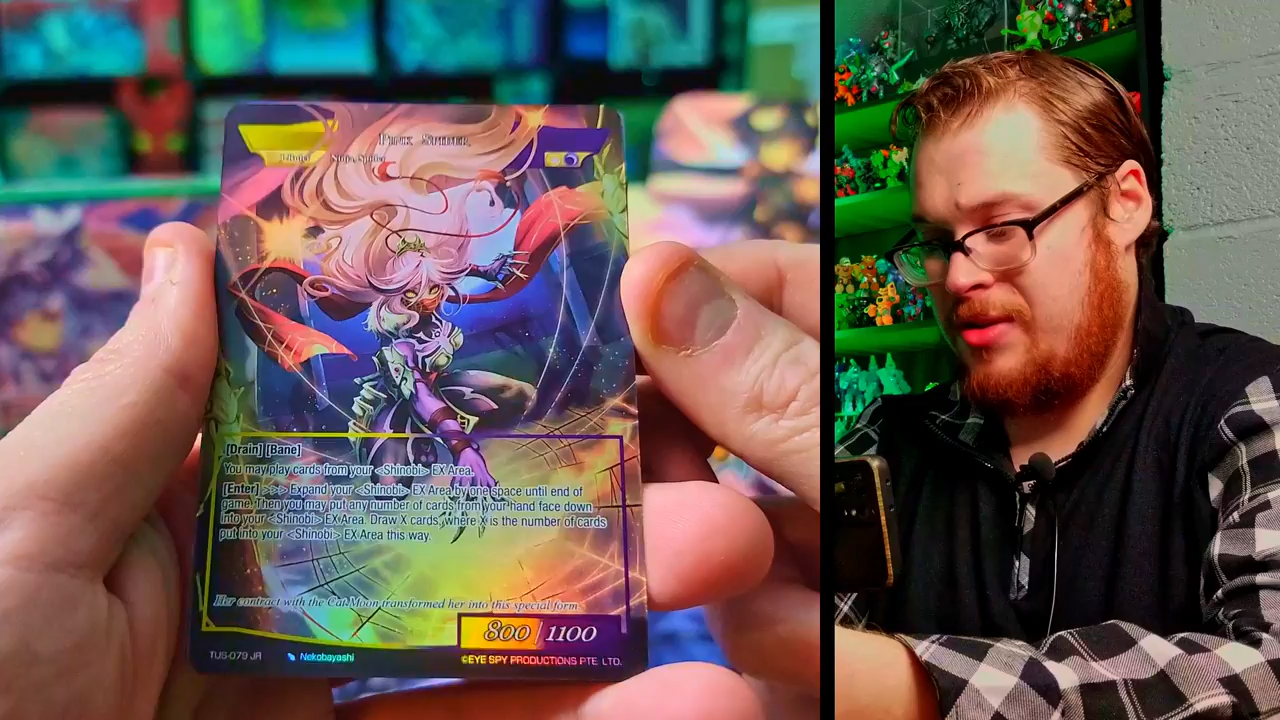 Pink Spider
Ninja Spider
[Drain] [Bane]
You may play cards from your <Shinobi> EX Area.
[Enter] >>> Expand your <Shinobi> EX Area by one space until end of
game. Then you may put any number of cards from your hand face down
into your <Shinobi> EX Area. Draw X cards, where X is the number of cards
put into your <Shinobi> EX Area this way.
Her contract with the Cat Moon transformed her into this special form
800 / 1100
TUS-079 JR Nekobayashi ©EYE SPY PRODUCTIONS PTE. LTD.